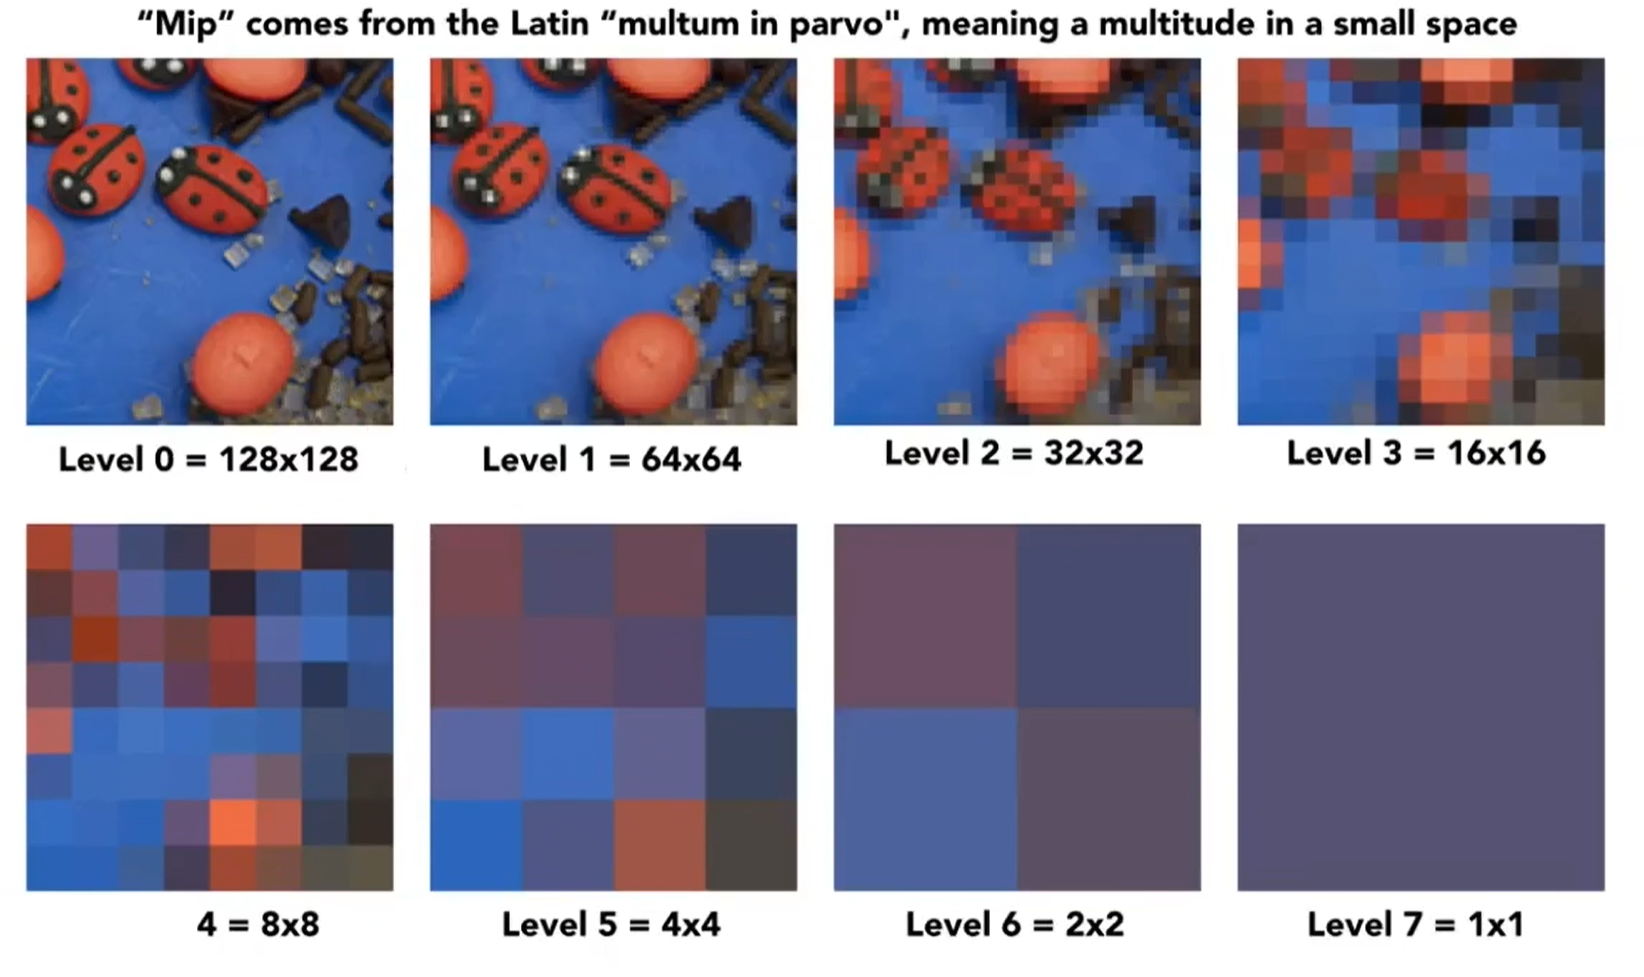 “Mip” comes from the Latin “multum in parvo", meaning a multitude in a small space
Level 0 = 128x128
Level 1 = 64x64
Level 2 = 32x32
Level 3 = 16x16
4 = 8x8
Level 5 = 4x4
Level 6 = 2x2
Level 7 = 1x1